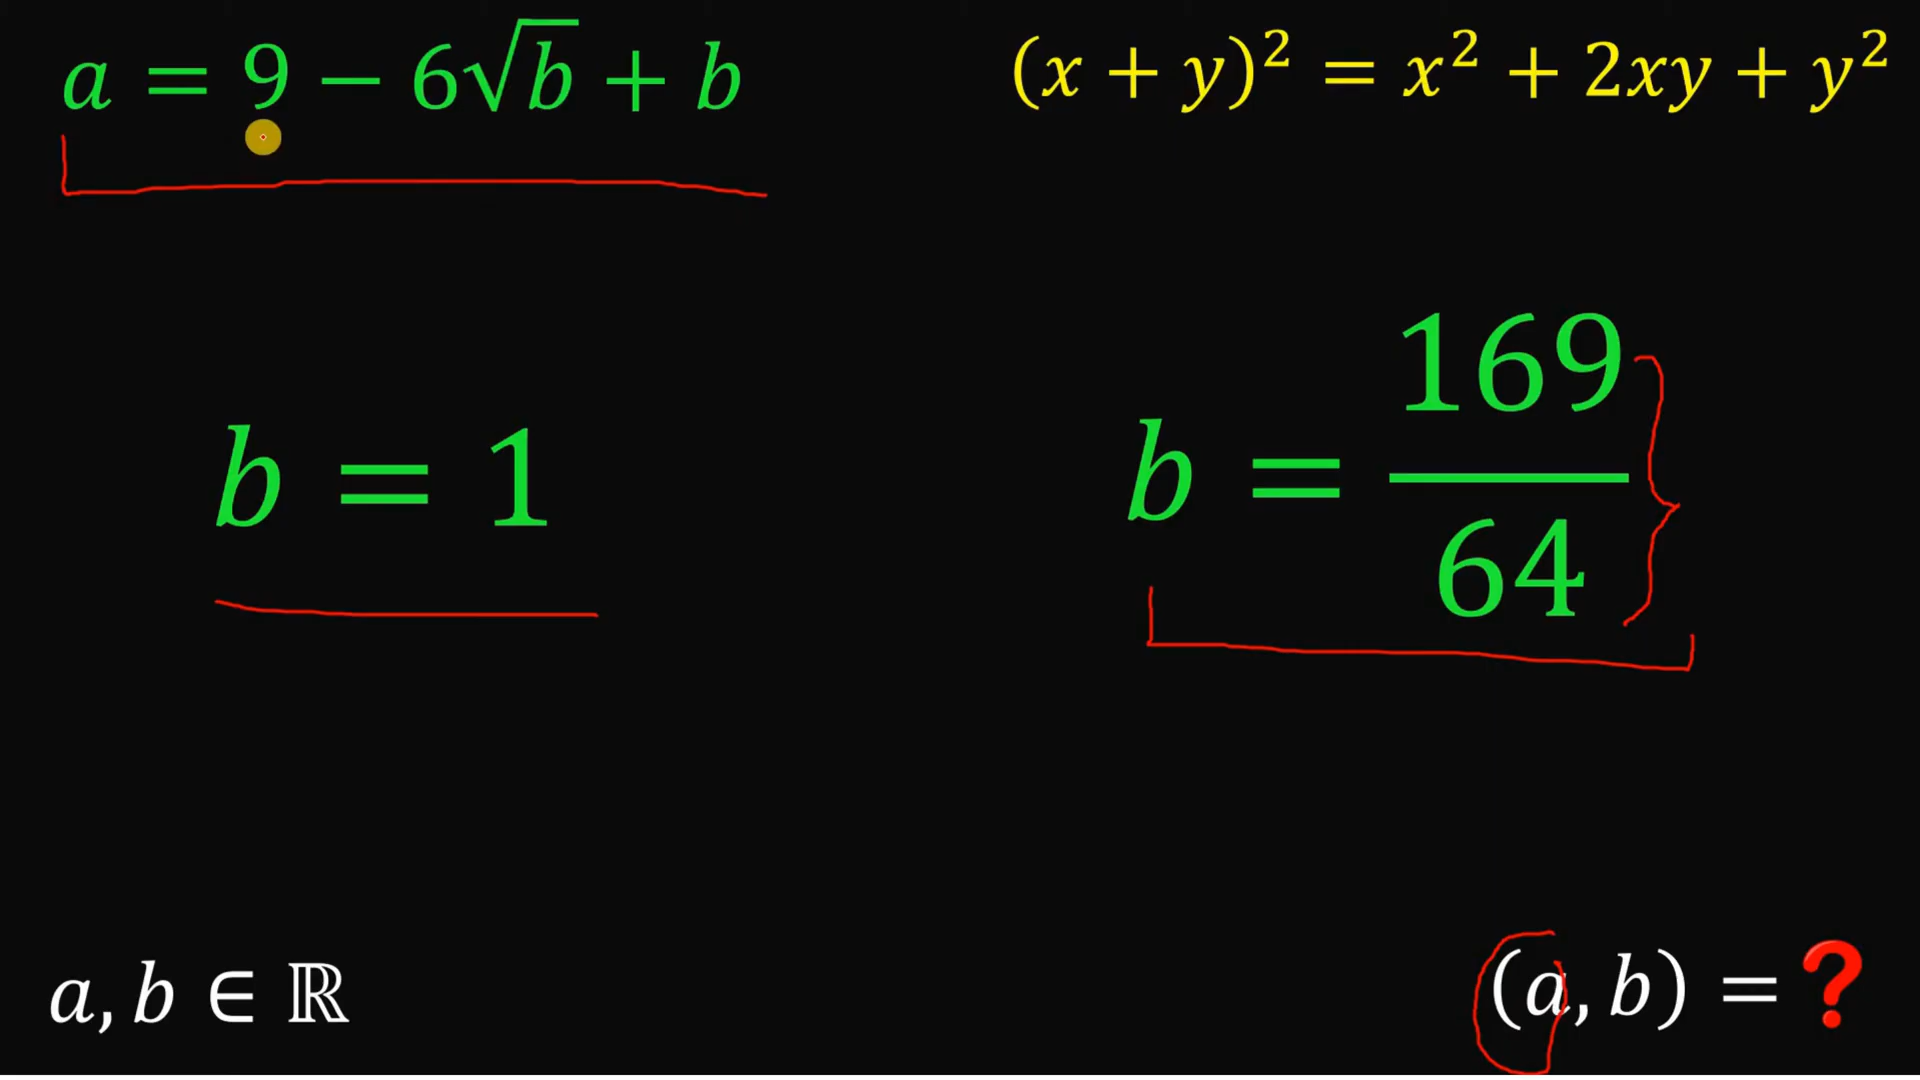 a = 9 − 6√b + b
(x + y)² = x² + 2xy + y²
b = 1
b = 169/64
a, b ∈ ℝ
(a, b) = ?